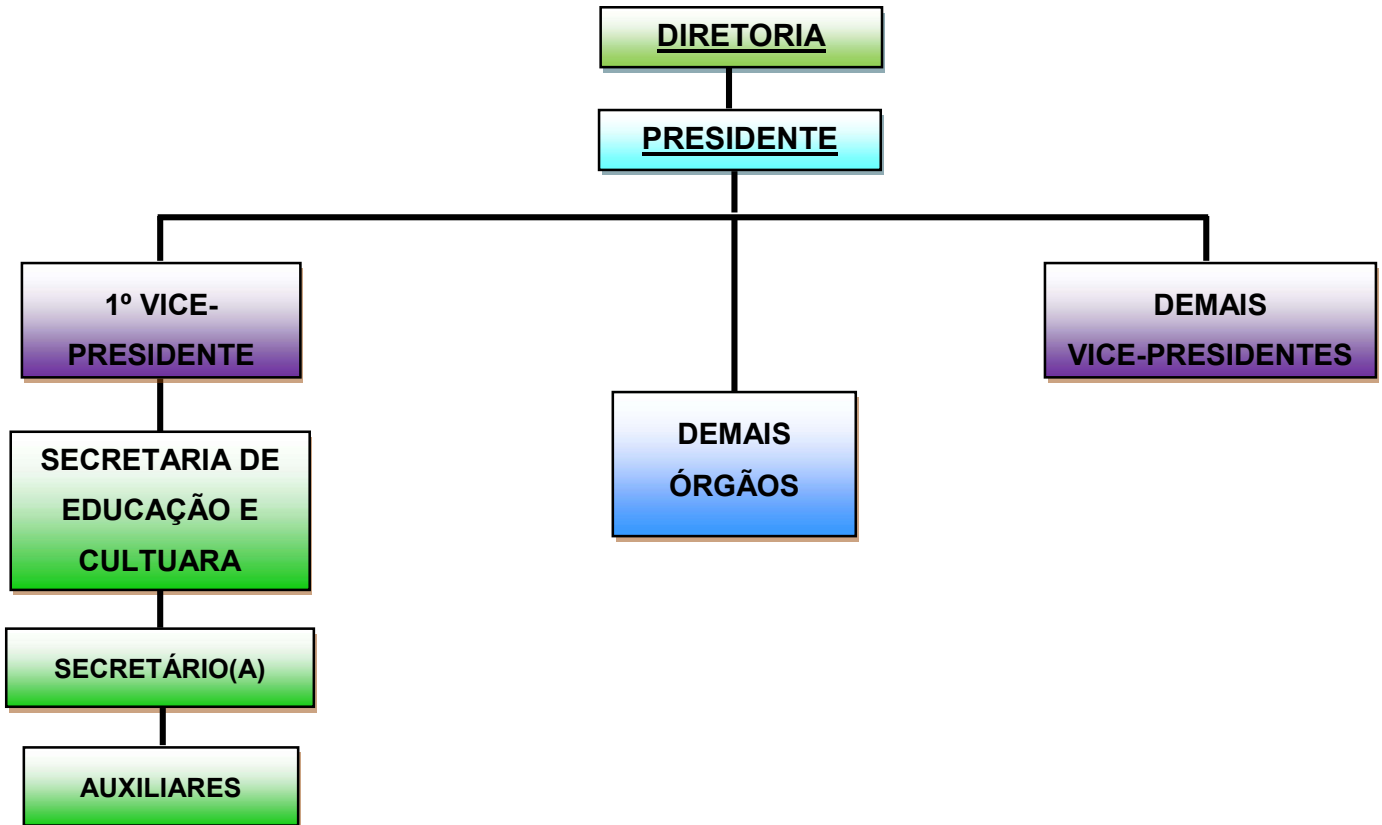 DIRETORIA
PRESIDENTE
1º VICE-
PRESIDENTE
DEMAIS
VICE-PRESIDENTES
DEMAIS
ÓRGÃOS
SECRETARIA DE
EDUCAÇÃO E
CULTUARA
SECRETÁRIO(A)
AUXILIARES